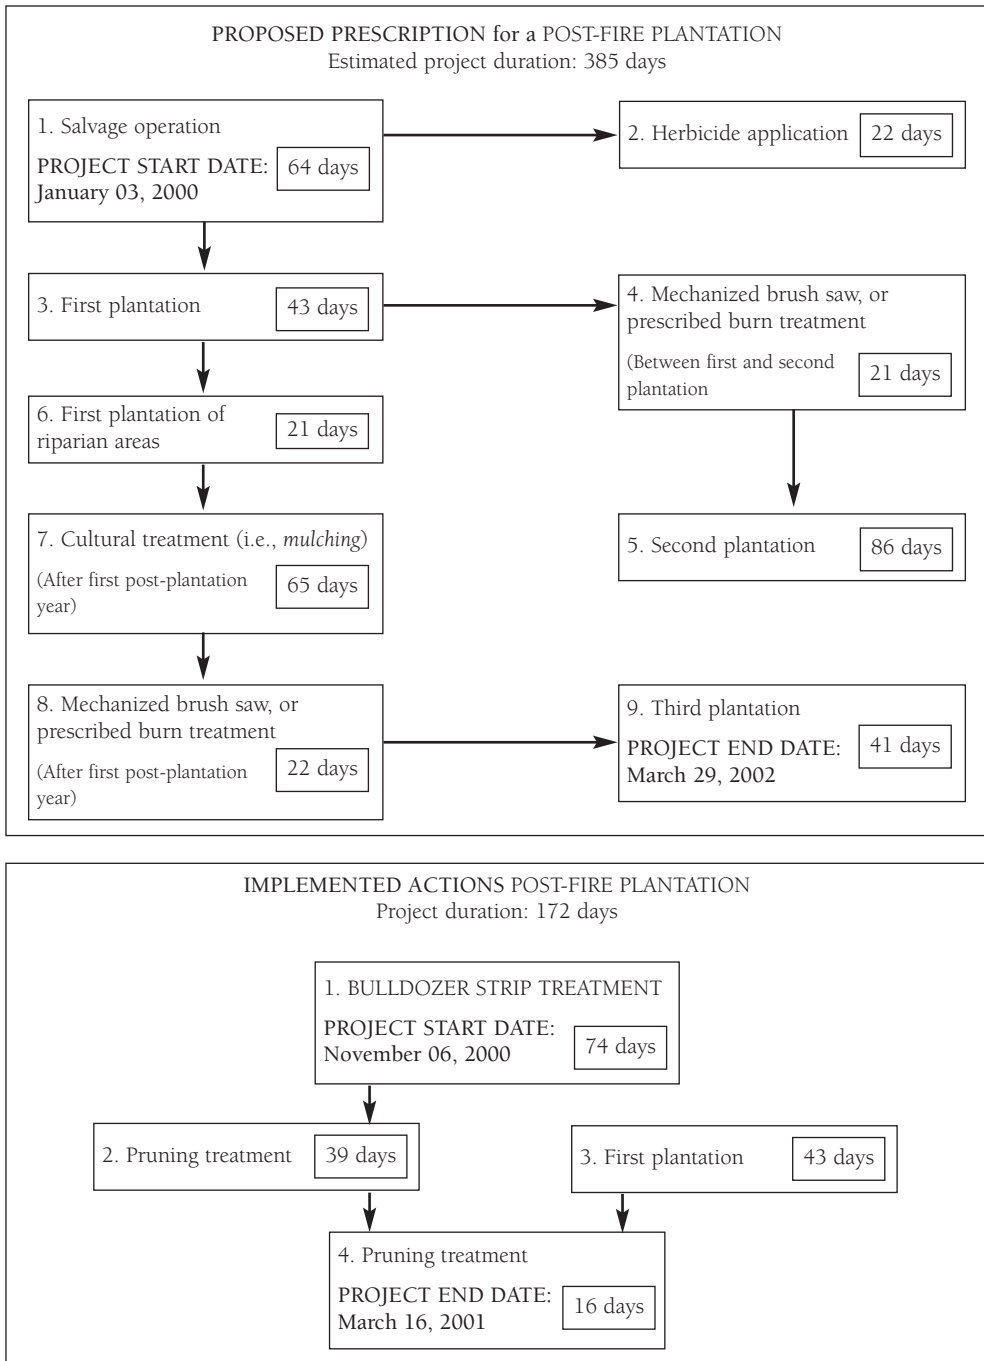 PROPOSED PRESCRIPTION for a POST-FIRE PLANTATION
Estimated project duration: 385 days
1. Salvage operation
PROJECT START DATE:
January 03, 2000
64 days
2. Herbicide application
22 days
3. First plantation
43 days
4. Mechanized brush saw, or
prescribed burn treatment
(Between first and second
plantation
21 days
6. First plantation of
riparian areas
21 days
7. Cultural treatment (i.e., mulching)
(After first post-plantation
year)
65 days
5. Second plantation
86 days
8. Mechanized brush saw, or
prescribed burn treatment
(After first post-plantation
year)
22 days
9. Third plantation
PROJECT END DATE:
March 29, 2002
41 days
IMPLEMENTED ACTIONS POST-FIRE PLANTATION
Project duration: 172 days
1. BULLDOZER STRIP TREATMENT
PROJECT START DATE:
November 06, 2000
74 days
2. Pruning treatment
39 days
3. First plantation
43 days
4. Pruning treatment
PROJECT END DATE:
March 16, 2001
16 days